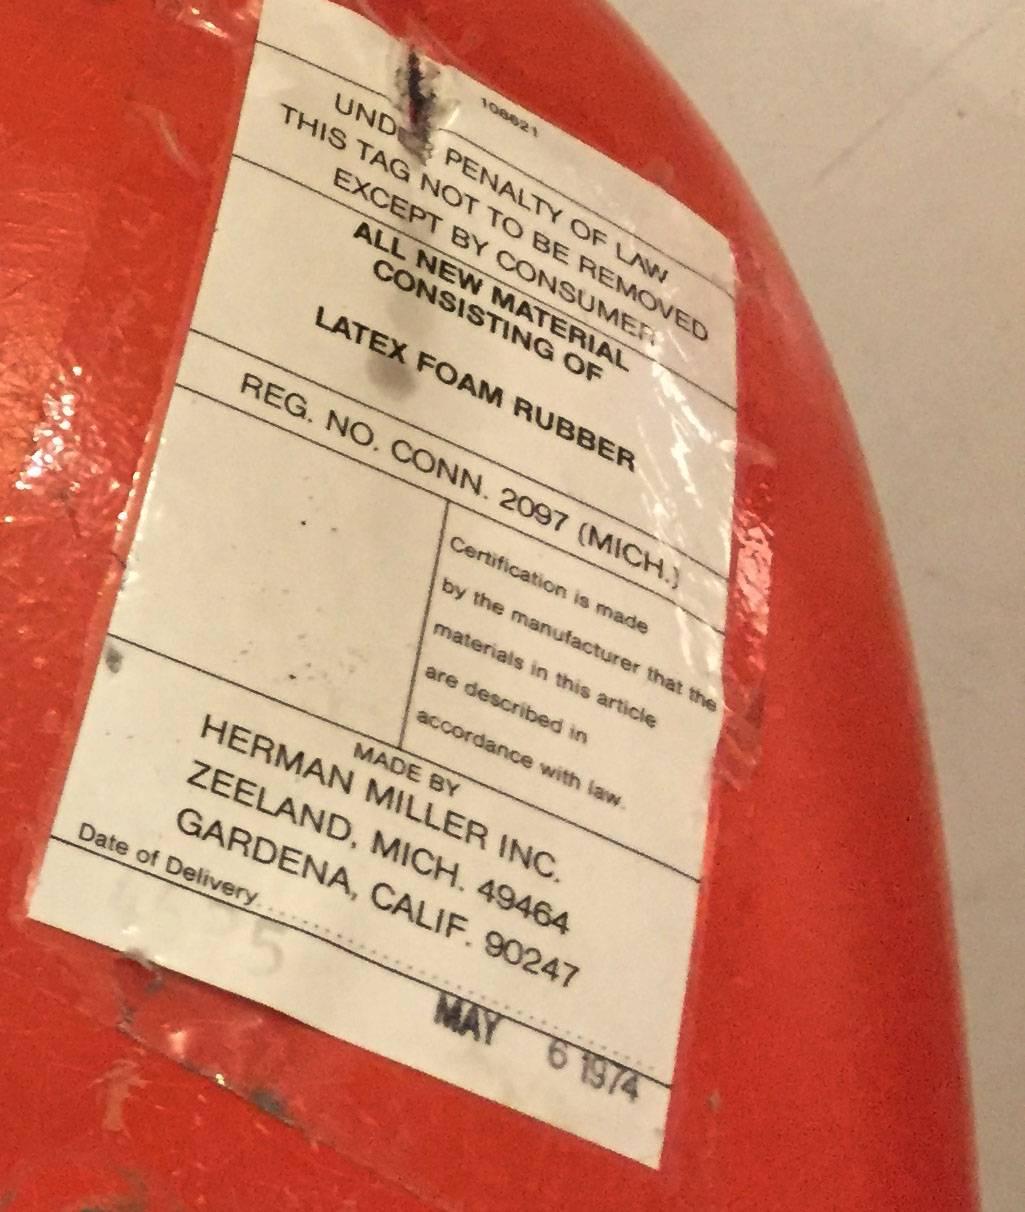 108621
UNDER PENALTY OF LAW
THIS TAG NOT TO BE REMOVED
EXCEPT BY CONSUMER
ALL NEW MATERIAL
CONSISTING OF
LATEX FOAM RUBBER
REG. NO. CONN. 2097 (MICH.)
Certification is made
by the manufacturer that the
materials in this article
are described in
accordance with law.
MADE BY
HERMAN MILLER INC.
ZEELAND, MICH. 49464
GARDENA, CALIF. 90247
Date of Delivery
MAY 6 1974